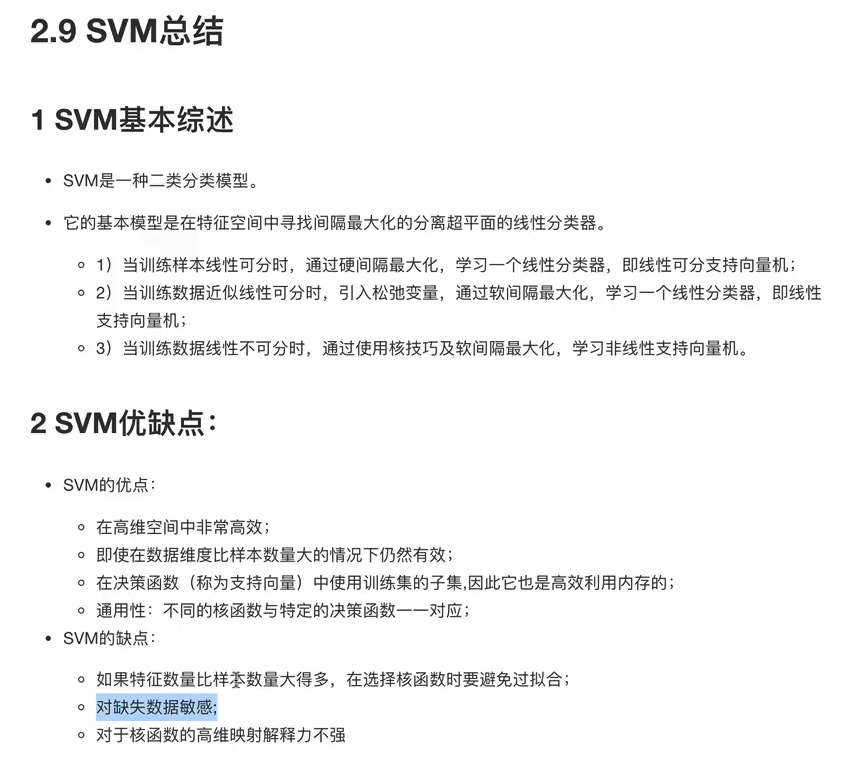 2.9 SVM总结
1 SVM基本综述
SVM是一种二类分类模型。
它的基本模型是在特征空间中寻找间隔最大化的分离超平面的线性分类器。
1）当训练样本线性可分时，通过硬间隔最大化，学习一个线性分类器，即线性可分支持向量机；
2）当训练数据近似线性可分时，引入松弛变量，通过软间隔最大化，学习一个线性分类器，即线性
支持向量机；
3）当训练数据线性不可分时，通过使用核技巧及软间隔最大化，学习非线性支持向量机。
2 SVM优缺点：
SVM的优点：
在高维空间中非常高效；
即使在数据维度比样本数量大的情况下仍然有效；
在决策函数（称为支持向量）中使用训练集的子集,因此它也是高效利用内存的；
通用性：不同的核函数与特定的决策函数一一对应；
SVM的缺点：
如果特征数量比样本数量大得多，在选择核函数时要避免过拟合；
对缺失数据敏感;
对于核函数的高维映射解释力不强